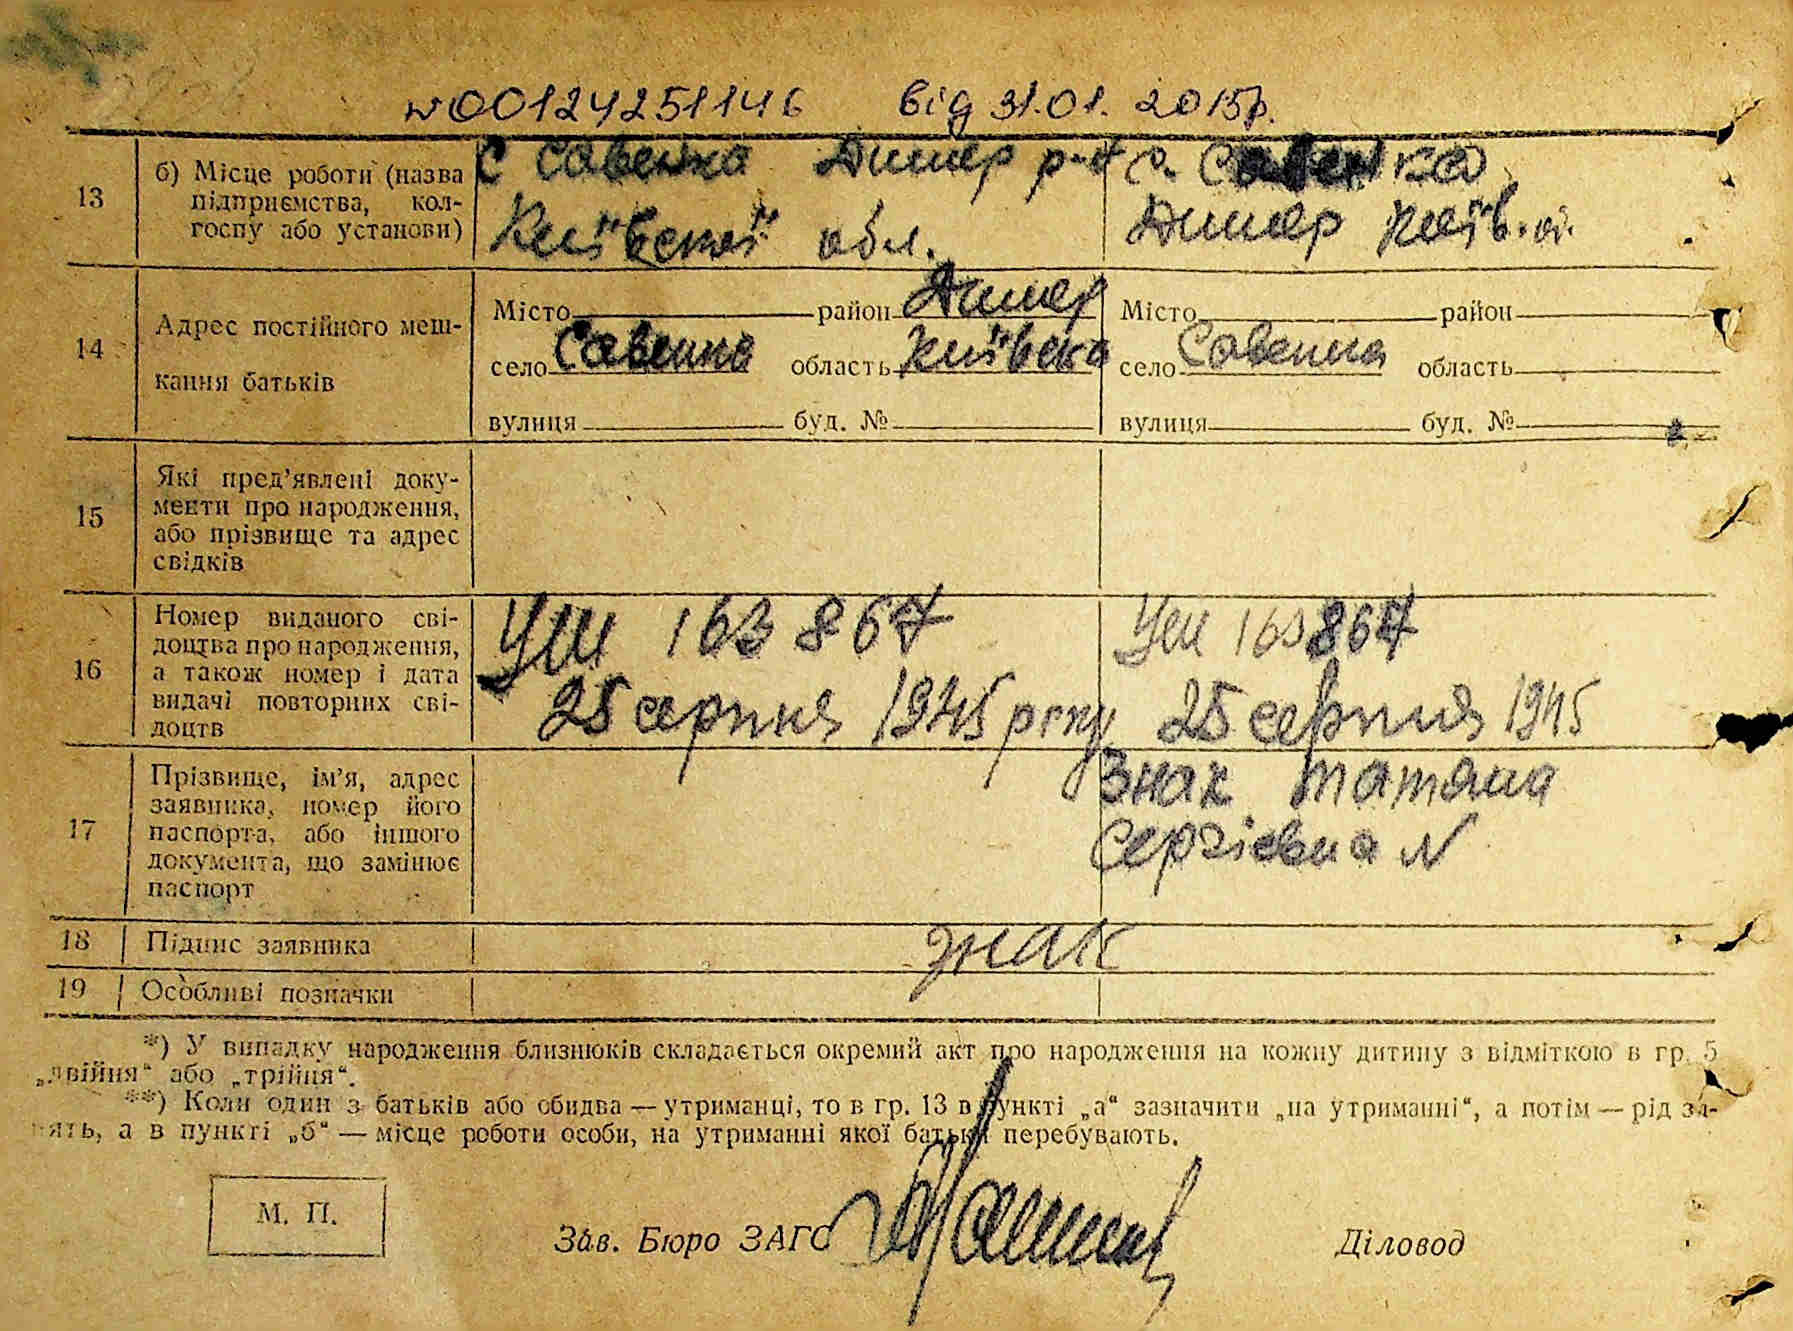 №00124251146 від 31.01.2015р.
13 б) Місце роботи (назва підприємства, кол-
госпу або установи)
с Савенка Димер р-н
Київської обл.
с. Савенка
Димер Київ. о.
14 Адрес постійного меш-
кання батьків
Місто район Димер
село Савенка область Київська
вулиця буд. №
Місто район
село Савенка область
вулиця буд. №
15 Які пред’явлені доку-
менти про народження,
або прізвище та адрес
свідків
16 Номер виданого сві-
доцтва про народження,
а також номер і дата
видачі повторних сві-
доцтв
УШ 163867
25 серпня 1945 року
УШ 163867
25 серпня 1945
17 Прізвище, ім’я, адрес
заявника, номер його
паспорта, або іншого
документа, що замінює
паспорт
Знак Татяна
Сергіевна N
18 Підпис заявника
Знак
19 Особливі позначки
*) У випадку народження близнюків складається окремий акт про народження на кожну дитину з відміткою в гр. 5
„двійня“ або „трійня“.
**) Коли один з батьків або обидва — утриманці, то в гр. 13 в пункті „а“ зазначити „на утриманні“, а потім — рід за-
нять, а в пункті „б“ — місце роботи особи, на утриманні якої батьки перебувають.
М. П.
Зав. Бюро ЗАГС
Діловод